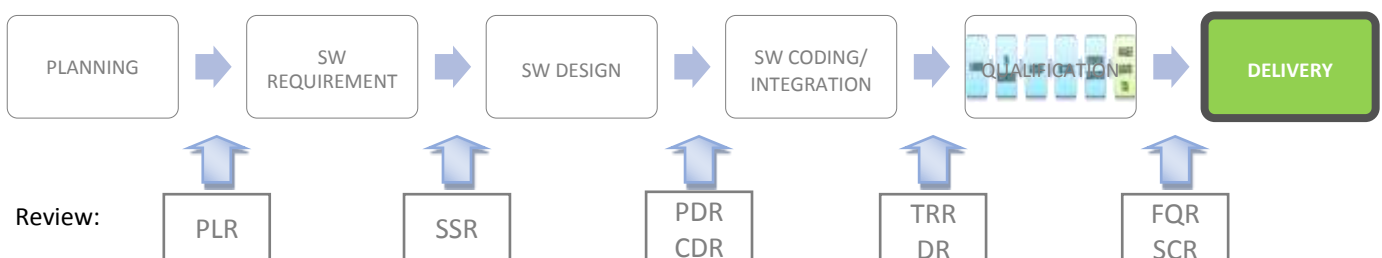 PLANNING
SW
REQUIREMENT
SW DESIGN
SW CODING/
INTEGRATION
QUALIFICATION
DELIVERY
Review:
PLR
SSR
PDR
CDR
TRR
DR
FQR
SCR